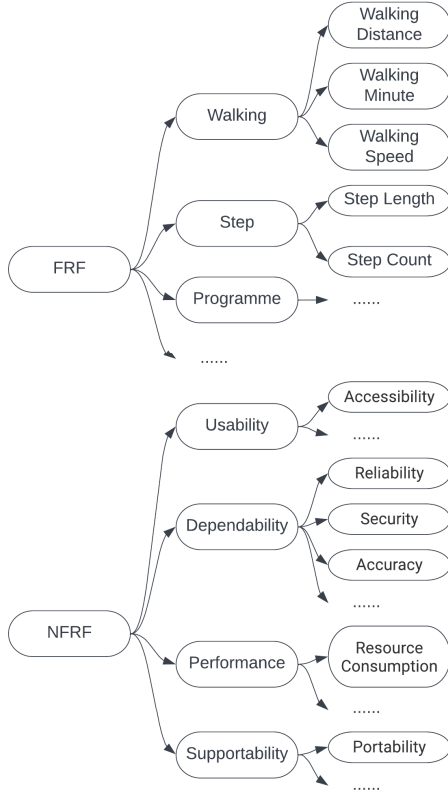 Walking
Distance
Walking
Minute
Walking
Walking
Speed
Step Length
Step
Step Count
FRF
Programme
......
......
Accessibility
Usability
......
Reliability
Security
Dependability
Accuracy
......
NFRF
Resource
Consumption
Performance
......
Portability
Supportability
......